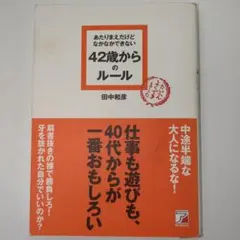 あたりまえだけど
なかなかできない
42歳から
の
ルール
田中和彦
中途半端な
大人になるな！
仕事も遊びも、
40代からが
一番おもしろい
肩書抜きの裸で勝負しろ！
牙を抜かれた自分でいいのか？